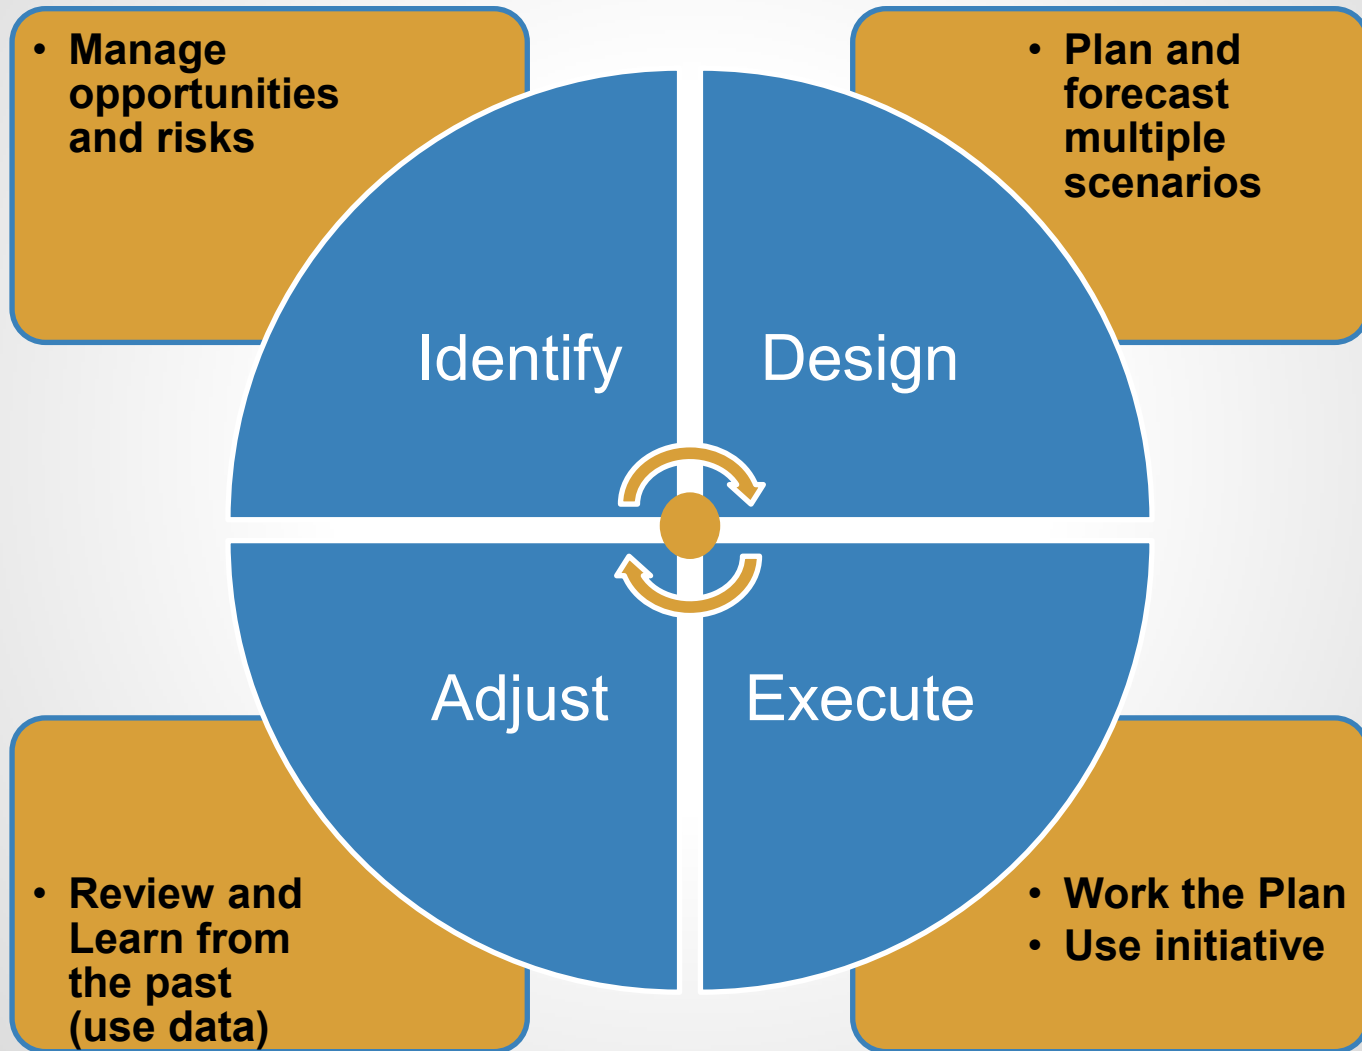 • Manage
opportunities
and risks
• Plan and
forecast
multiple
scenarios
Identify
Design
Adjust
Execute
• Review and
Learn from
the past
(use data)
• Work the Plan
• Use initiative